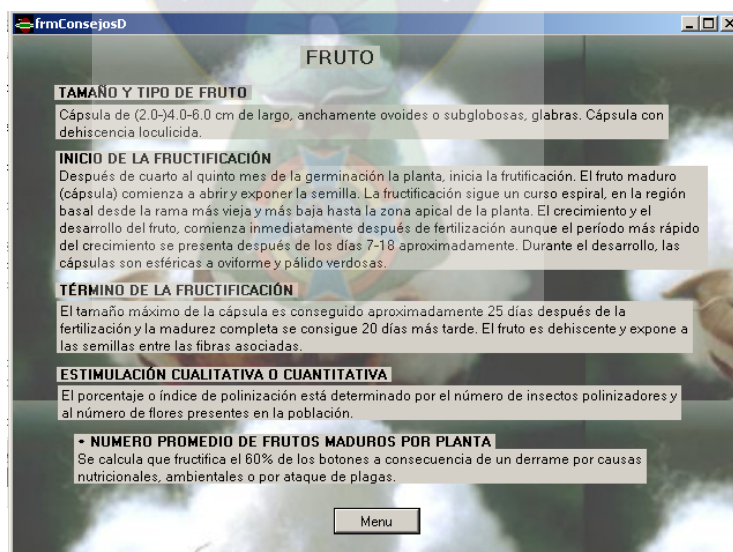 frmConsejosD
FRUTO
TAMAÑO Y TIPO DE FRUTO
Cápsula de (2.0-)4.0-6.0 cm de largo, anchamente ovoides o subglobosas, glabras. Cápsula con
dehiscencia loculicida.
INICIO DE LA FRUCTIFICACIÓN
Después de cuarto al quinto mes de la germinación la planta, inicia la frutificación. El fruto maduro
(cápsula) comienza a abrir y exponer la semilla. La fructificación sigue un curso espiral, en la región
basal desde la rama más vieja y más baja hasta la zona apical de la planta. El crecimiento y el
desarrollo del fruto, comienza inmediatamente después de fertilización aunque el período más rápido
del crecimiento se presenta después de los días 7-18 aproximadamente. Durante el desarrollo, las
cápsulas son esféricas a oviforme y pálido verdosas.
TÉRMINO DE LA FRUCTIFICACIÓN
El tamaño máximo de la cápsula es conseguido aproximadamente 25 días después de la
fertilización y la madurez completa se consigue 20 días más tarde. El fruto es dehiscente y expone a
las semillas entre las fibras asociadas.
ESTIMULACIÓN CUALITATIVA O CUANTITATIVA
El porcentaje o índice de polinización está determinado por el número de insectos polinizadores y
al número de flores presentes en la población.
• NUMERO PROMEDIO DE FRUTOS MADUROS POR PLANTA
Se calcula que fructifica el 60% de los botones a consecuencia de un derrame por causas
nutricionales, ambientales o por ataque de plagas.
Menu